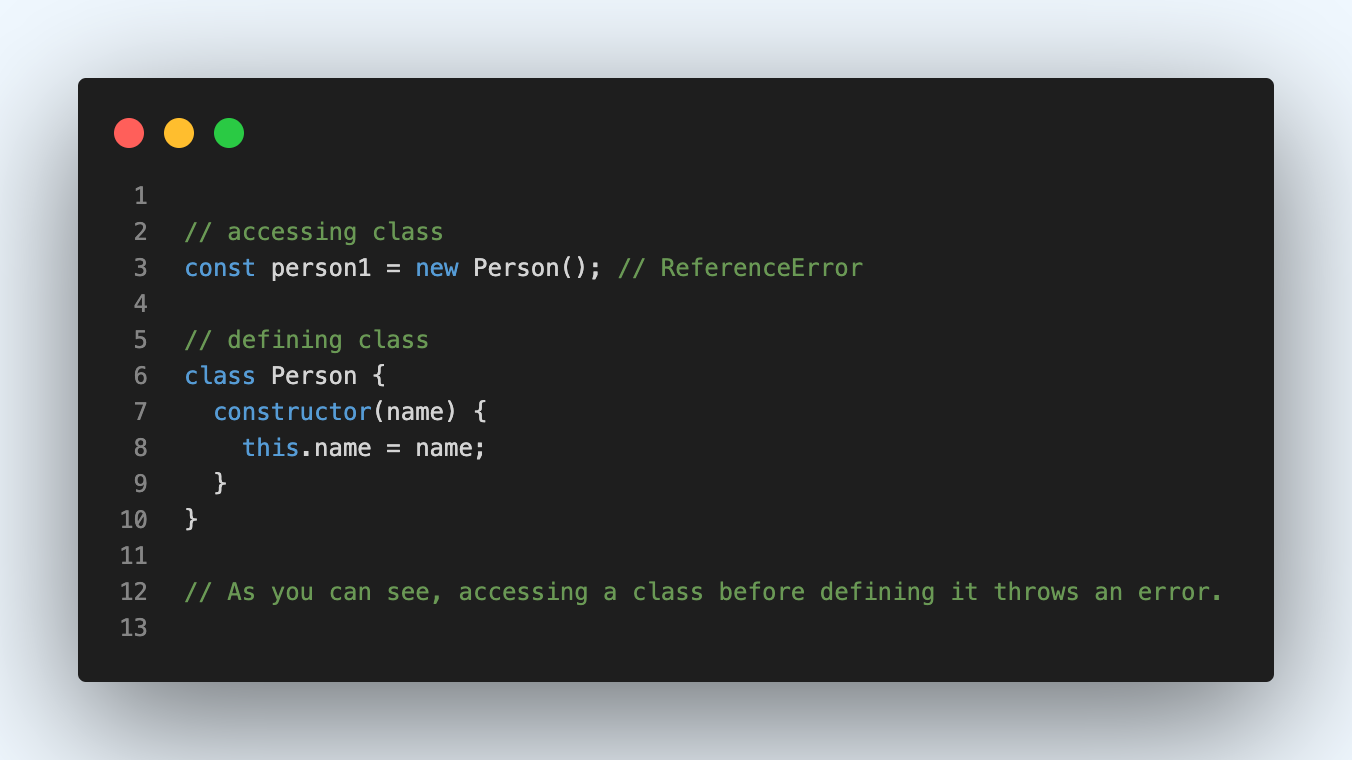 1
2 // accessing class
3 const person1 = new Person(); // ReferenceError
4
5 // defining class
6 class Person {
7   constructor(name) {
8     this.name = name;
9   }
10 }
11
12 // As you can see, accessing a class before defining it throws an error.
13